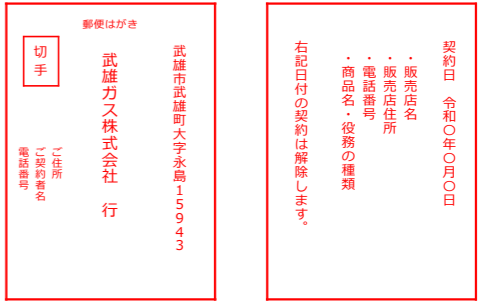 郵便はがき
切手
武雄市武雄町大字永島15943
武雄ガス株式会社 行
ご住所
ご契約者名
電話番号
契約日 令和〇年〇月〇日
・販売店名
・販売店住所
・電話番号
・商品名・役務の種類
右記日付の契約は解除します。